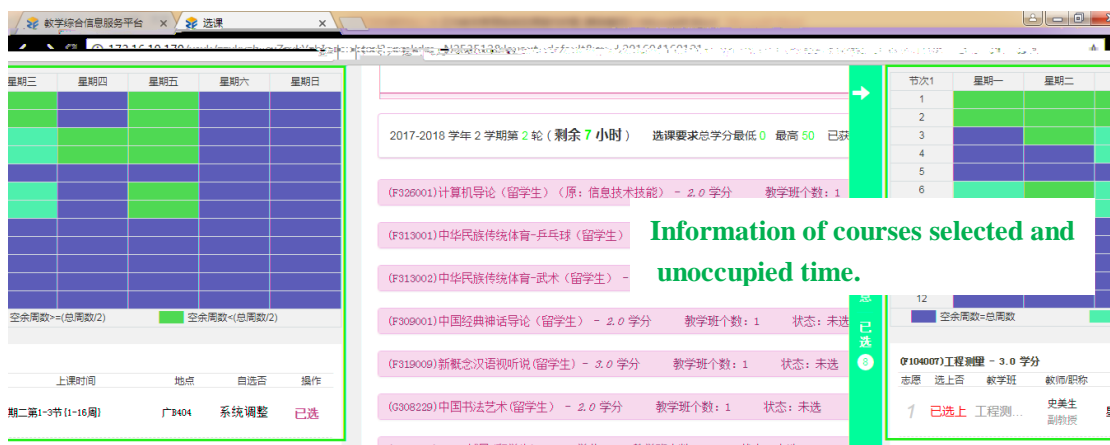 教学综合信息服务平台 ×
选课 ×
星期三 星期四 星期五 星期六 星期日
空余周数>=(总周数/2) 空余周数<(总周数/2)
上课时间 地点 自选否 操作
期二第1-3节{1-16周} 广B404 系统调整 已选
2017-2018 学年 2 学期第 2 轮 ( 剩余 7 小时 ) 选课要求总学分最低 0 最高 50 已获
(F326001)计算机导论(留学生)(原:信息技术技能) - 2.0 学分 教学班个数:1
(F313001)中华民族传统体育-乒乓球(留学生)
(F313002)中华民族传统体育-武术(留学生) -
(F309001)中国经典神话导论(留学生) - 2.0 学分 教学班个数:1 状态:未选
(F319009)新概念汉语视听说(留学生) - 3.0 学分 教学班个数:1 状态:未选
(G308229)中国书法艺术(留学生) - 2.0 学分 教学班个数:1 状态:未选
Information of courses selected and
unoccupied time.
已选 8
节次1 星期一 星期二
1
2
3
4
5
6
12
空余周数=总周数
(F104007)工程测量 - 3.0 学分
志愿 选上否 教学班 教师/职称
1 已选上 工程测... 史美生
副教授